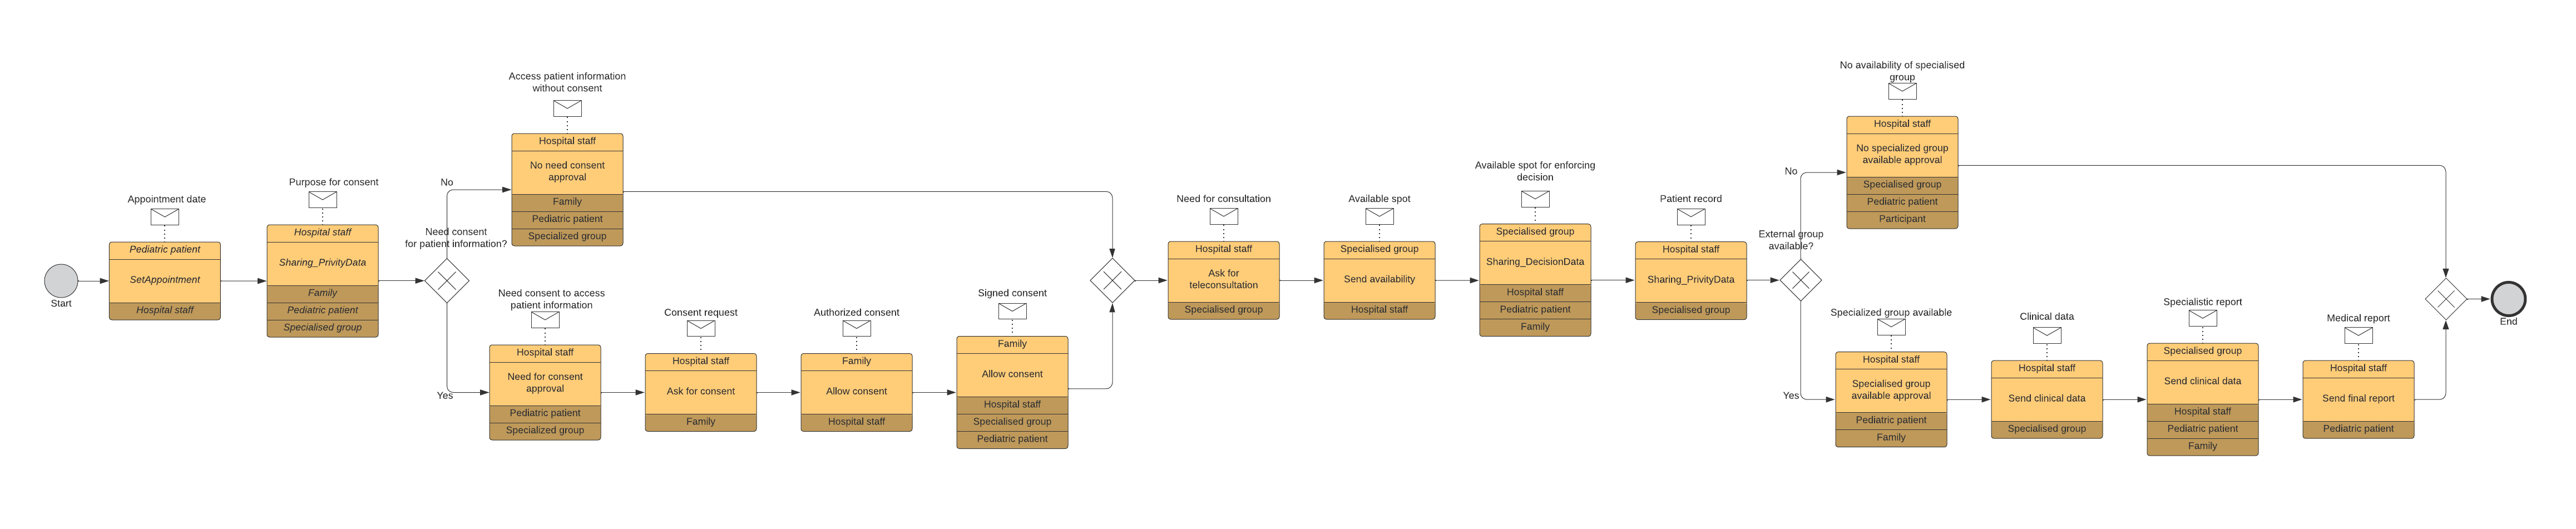 Start
Appointment date
Pediatric patient
SetAppointment
Hospital staff
Purpose for consent
Hospital staff
Sharing_PrivityData
Family
Pediatric patient
Specialised group
Need consent
for patient information?
No
Access patient information
without consent
Hospital staff
No need consent
approval
Family
Pediatric patient
Specialized group
Yes
Need consent to access
patient information
Hospital staff
Need for consent
approval
Pediatric patient
Specialized group
Consent request
Hospital staff
Ask for consent
Family
Authorized consent
Family
Allow consent
Hospital staff
Signed consent
Family
Allow consent
Hospital staff
Specialised group
Pediatric patient
Need for consultation
Hospital staff
Ask for
teleconsultation
Specialised group
Available spot
Specialised group
Send availability
Hospital staff
Available spot for enforcing
decision
Specialised group
Sharing_DecisionData
Hospital staff
Pediatric patient
Family
Patient record
Hospital staff
Sharing_PrivityData
Specialised group
External group
available?
No
No availability of specialised
group
Hospital staff
No specialized group
available approval
Specialised group
Pediatric patient
Participant
Yes
Specialized group available
Hospital staff
Specialised group
available approval
Pediatric patient
Family
Clinical data
Hospital staff
Send clinical data
Specialised group
Specialistic report
Specialised group
Send clinical data
Hospital staff
Pediatric patient
Family
Medical report
Hospital staff
Send final report
Pediatric patient
End